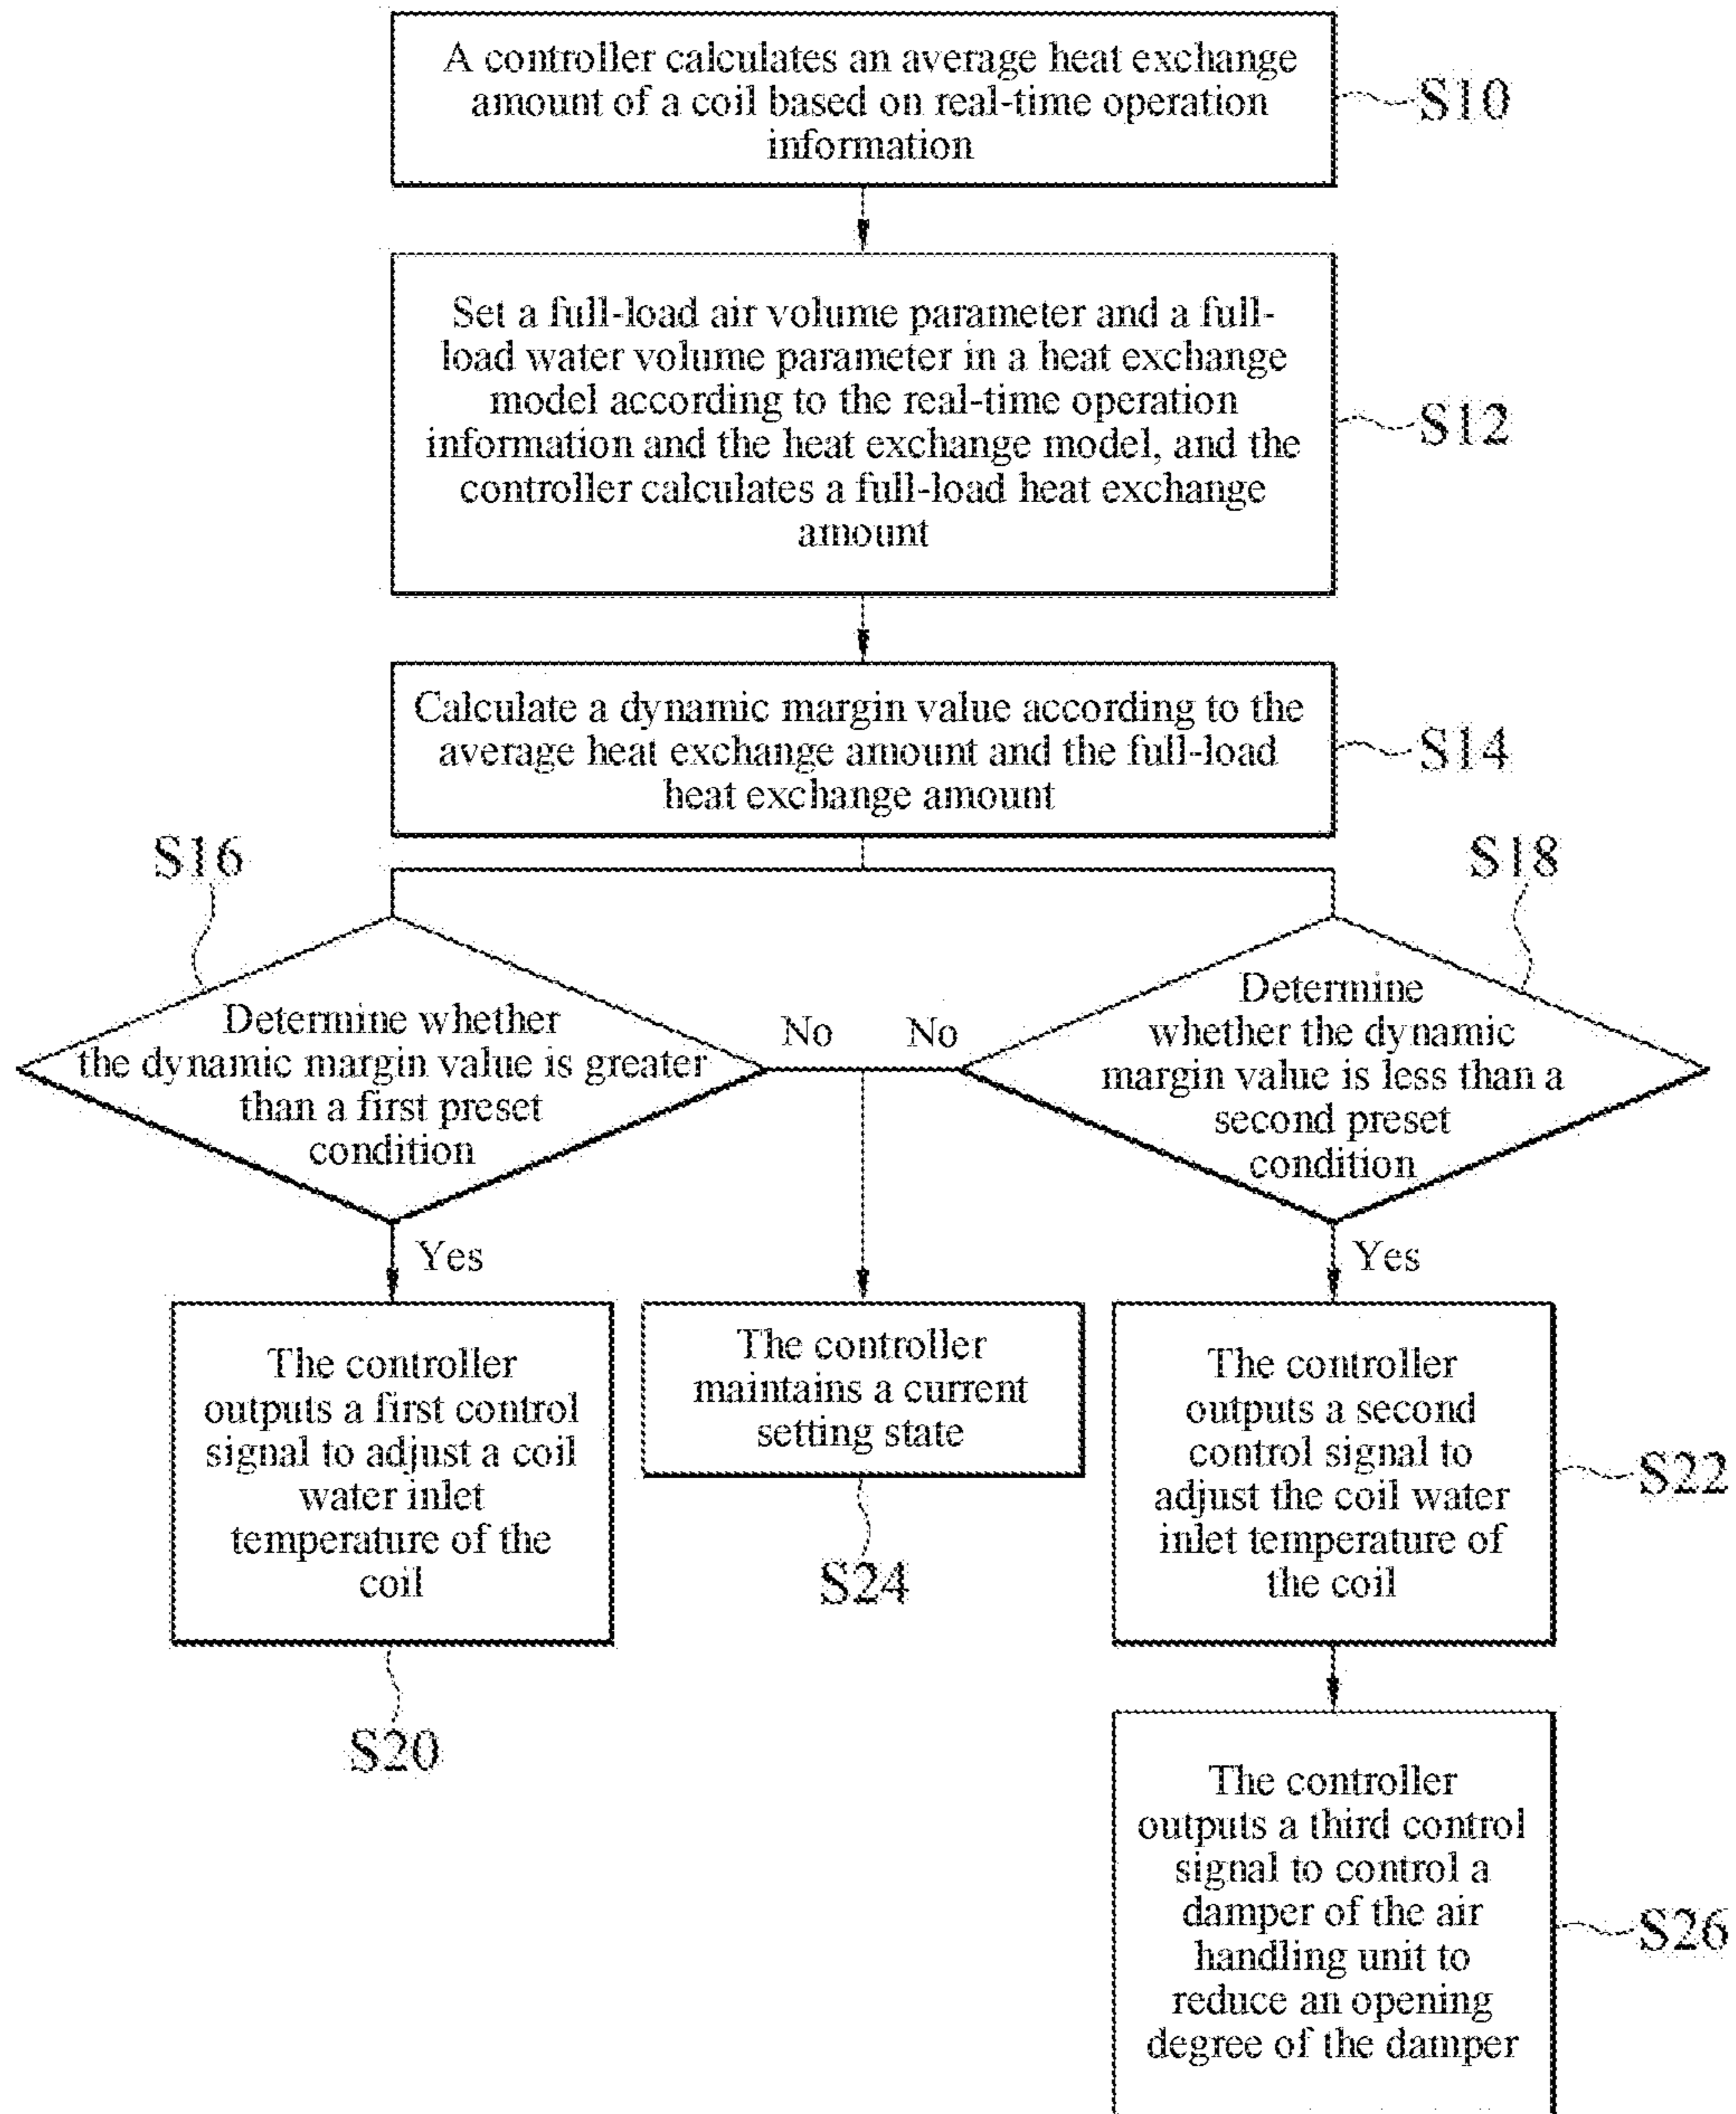 A controller calculates an average heat exchange
amount of a coil based on real-time operation
information
S10
Set a full-load air volume parameter and a full-
load water volume parameter in a heat exchange
model according to the real-time operation
information and the heat exchange model, and the
controller calculates a full-load heat exchange
amount
S12
Calculate a dynamic margin value according to the
average heat exchange amount and the full-load
heat exchange amount
S14
S16
S18
Determine whether
the dynamic margin value is greater
than a first preset
condition
No
No
Determine
whether the dynamic
margin value is less than a
second preset
condition
Yes
Yes
The controller
outputs a first control
signal to adjust a coil
water inlet
temperature of the
coil
S20
The controller
maintains a current
setting state
S24
The controller
outputs a second
control signal to
adjust the coil water
inlet temperature of
the coil
S22
The controller
outputs a third control
signal to control a
damper of the air
handling unit to
reduce an opening
degree of the damper
S26